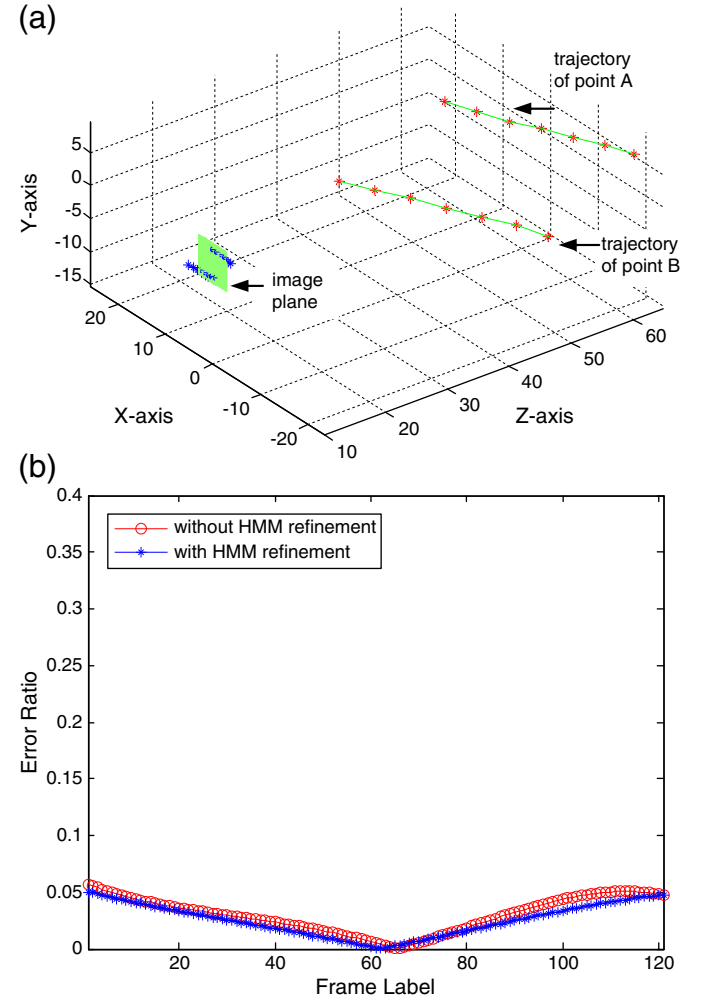 (a)
trajectory
of point A
5
0
-5
-10
-15
Y-axis
trajectory
of point B
image
plane
20
10
0
-10
-20
X-axis
10
20
30
40
50
60
Z-axis
(b)
0.4
0.35
0.3
0.25
0.2
0.15
0.1
0.05
0
Error Ratio
without HMM refinement
with HMM refinement
20
40
60
80
100
120
Frame Label